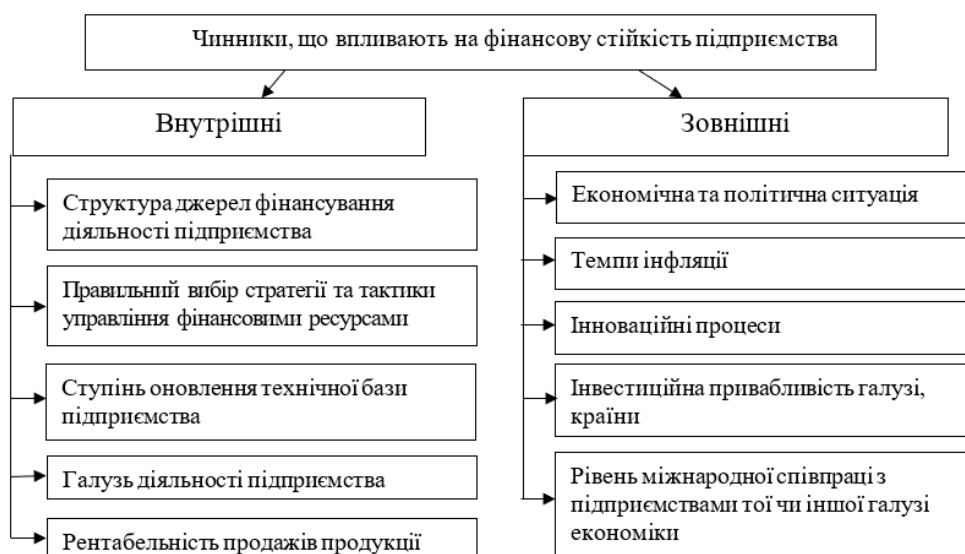 Чинники, що впливають на фінансову стійкість підприємства
Внутрішні
Структура джерел фінансування
діяльності підприємства
Правильний вибір стратегії та тактики
управління фінансовими ресурсами
Ступінь оновлення технічної бази
підприємства
Галузь діяльності підприємства
Рентабельність продажів продукції
Зовнішні
Економічна та політична ситуація
Темпи інфляції
Інноваційні процеси
Інвестиційна привабливість галузі,
країни
Рівень міжнародної співпраці з
підприємствами тої чи іншої галузі
економіки